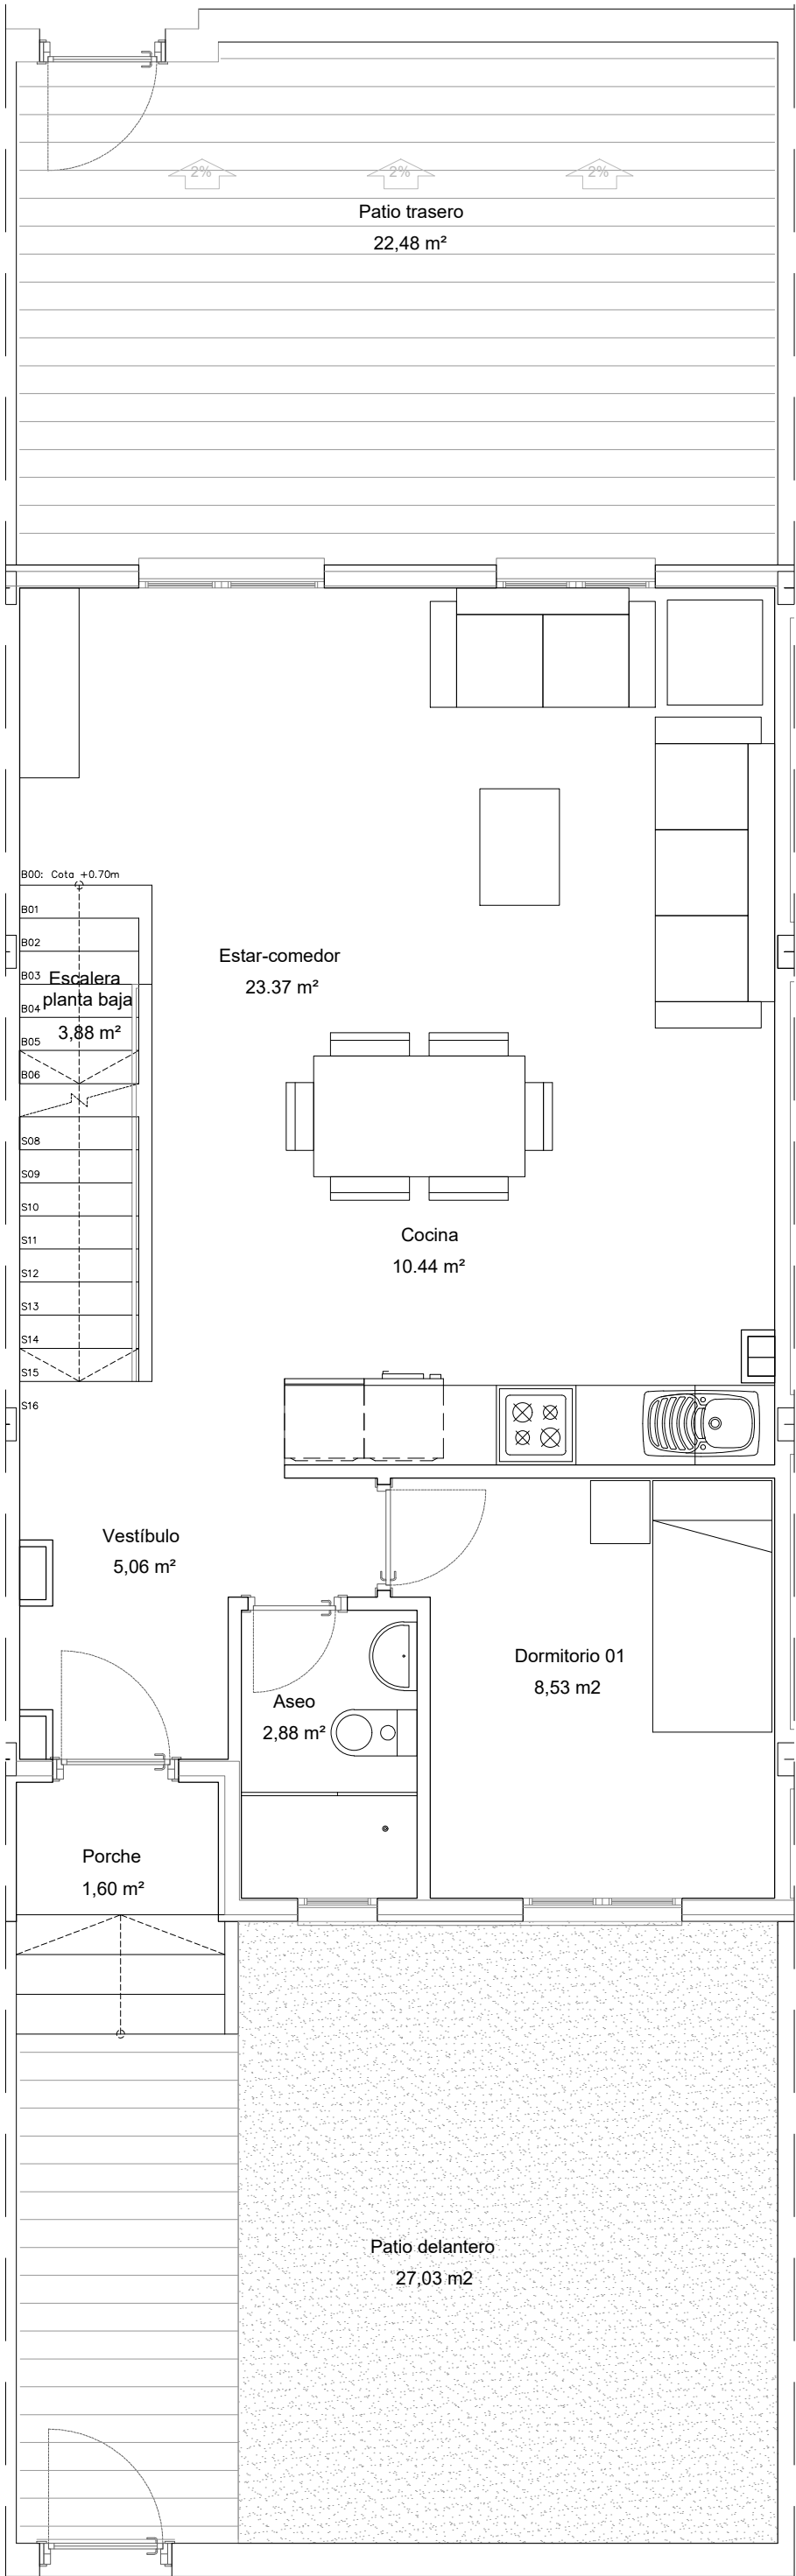 2%
2%
2%
Patio trasero
22,48 m²
B00: Cota +0.70m
B01
B02
B03
B04
B05
B06
Escalera
planta baja
3,88 m²
Estar-comedor
23.37 m²
S08
S09
S10
S11
S12
S13
S14
S15
S16
Cocina
10.44 m²
Vestíbulo
5,06 m²
Dormitorio 01
8,53 m2
Aseo
2,88 m²
Porche
1,60 m²
Patio delantero
27,03 m2